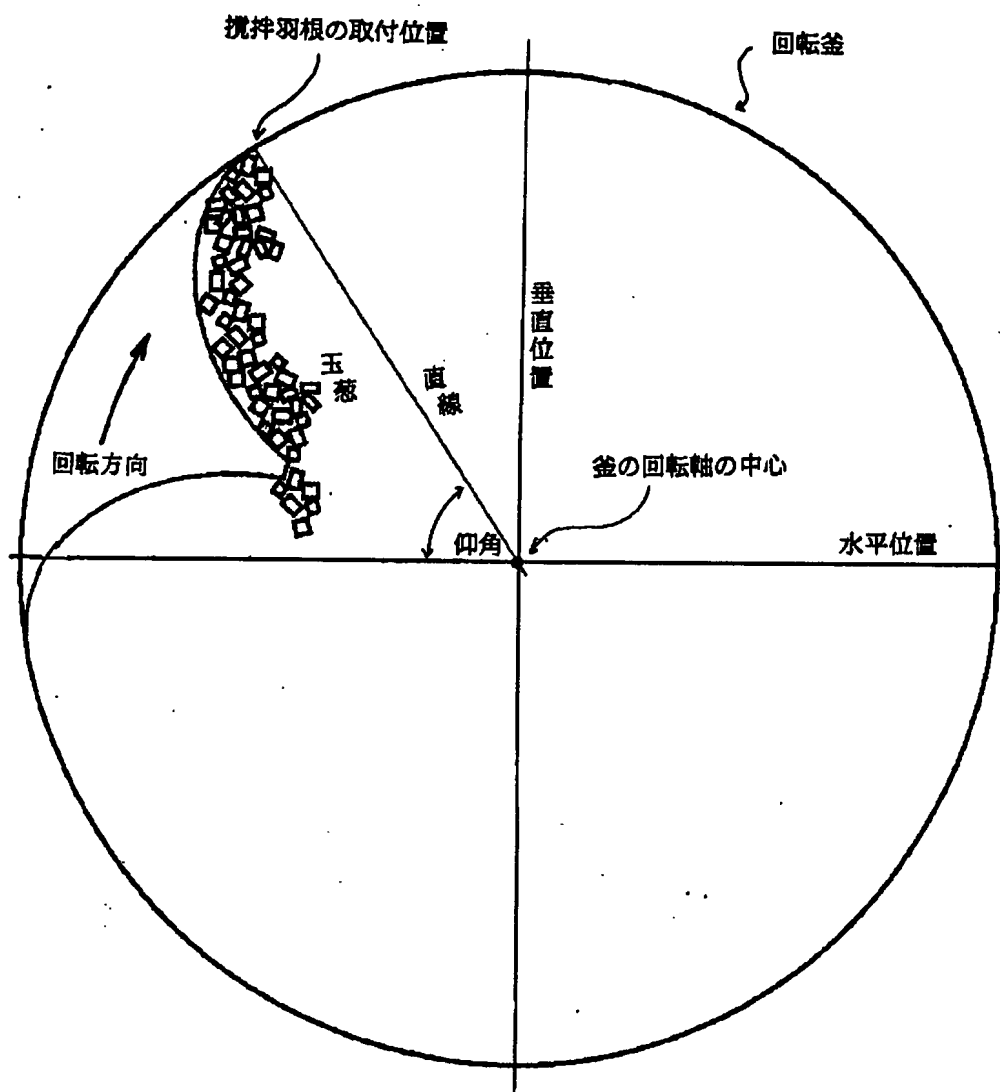 攪拌羽根の取付位置
回転釜
垂直位置
玉葱
直線
回転方向
釜の回転軸の中心
仰角
水平位置